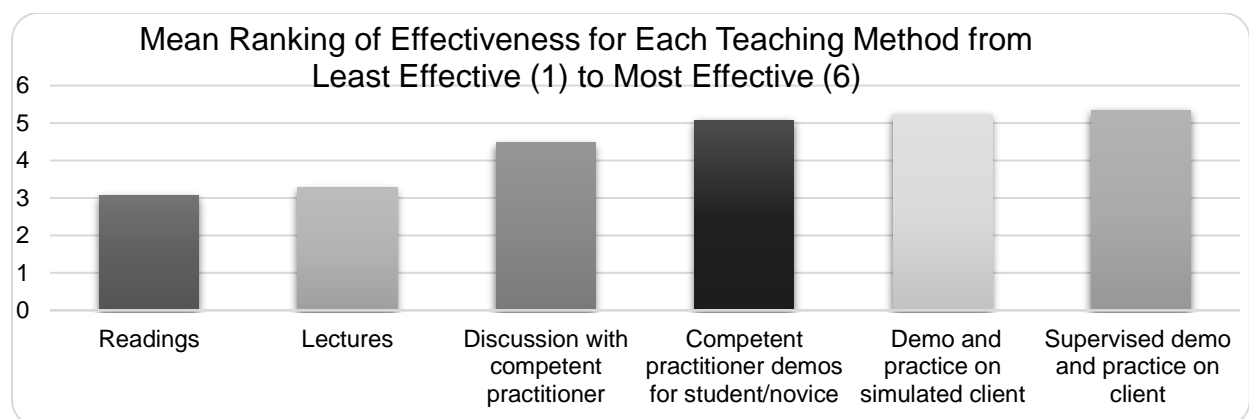 Mean Ranking of Effectiveness for Each Teaching Method from
Least Effective (1) to Most Effective (6)
6
5
4
3
2
1
0
Readings
Lectures
Discussion with
competent
practitioner
Competent
practitioner demos
for student/novice
Demo and
practice on
simulated client
Supervised demo
and practice on
client